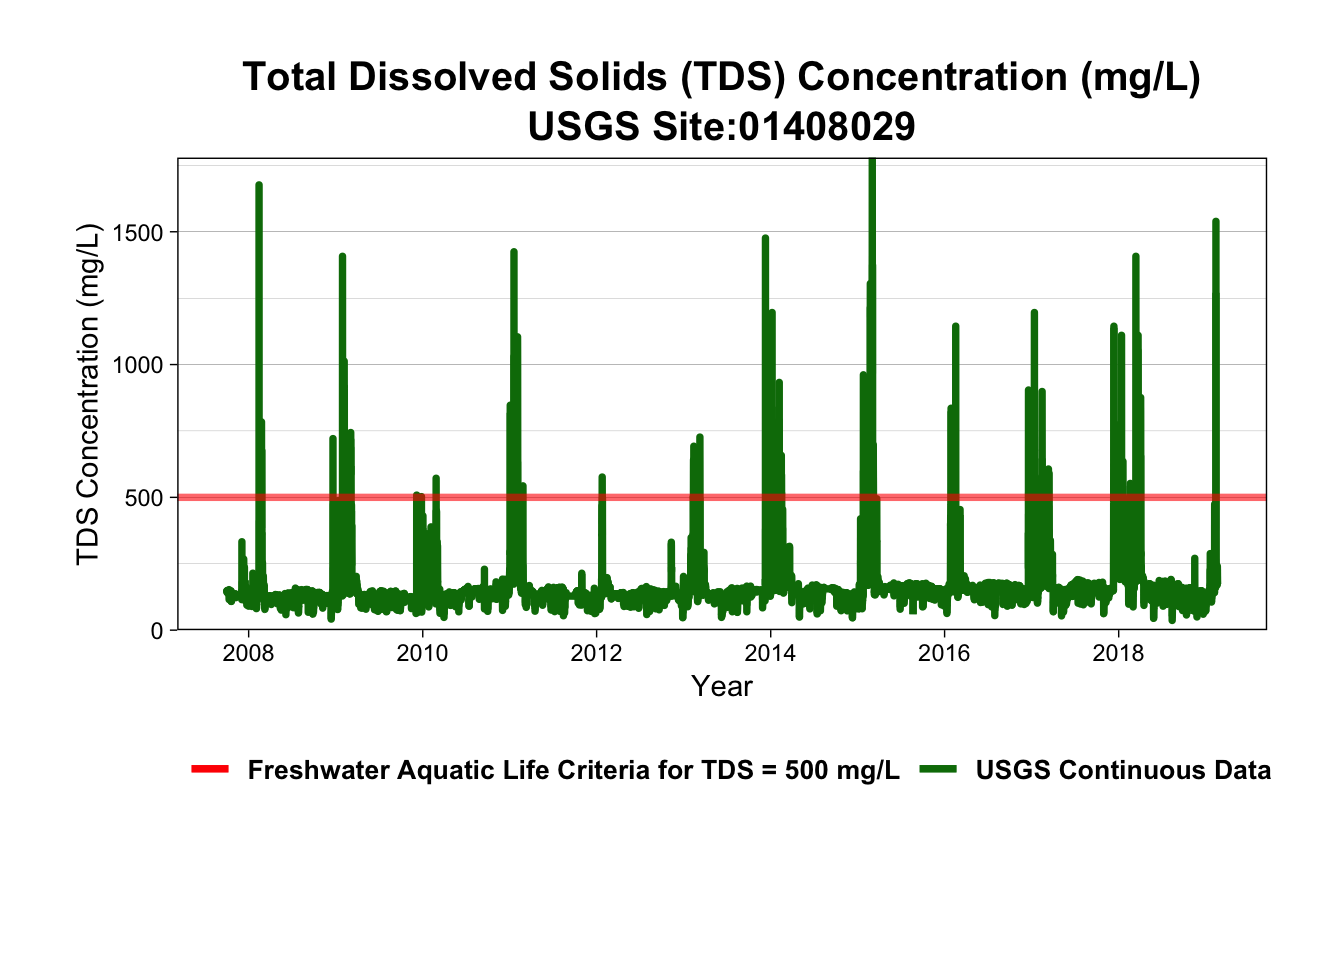 Total Dissolved Solids (TDS) Concentration (mg/L)
USGS Site:01408029
TDS Concentration (mg/L)
1500
1000
500
0
2008 2010 2012 2014 2016 2018
Year
Freshwater Aquatic Life Criteria for TDS = 500 mg/L USGS Continuous Data